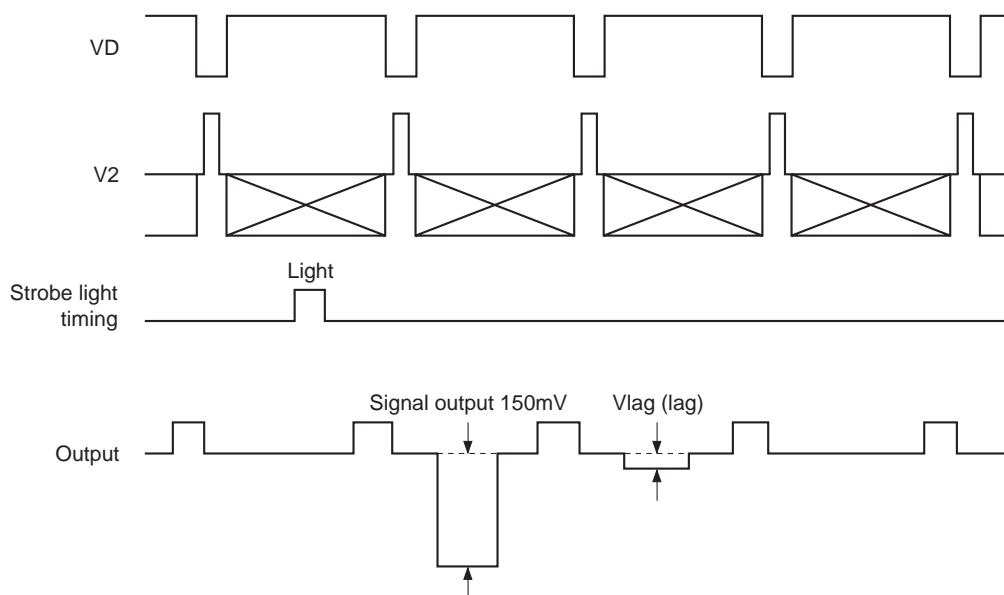 VD
V2
Light
Strobe light
timing
Signal output 150mV
Vlag (lag)
Output